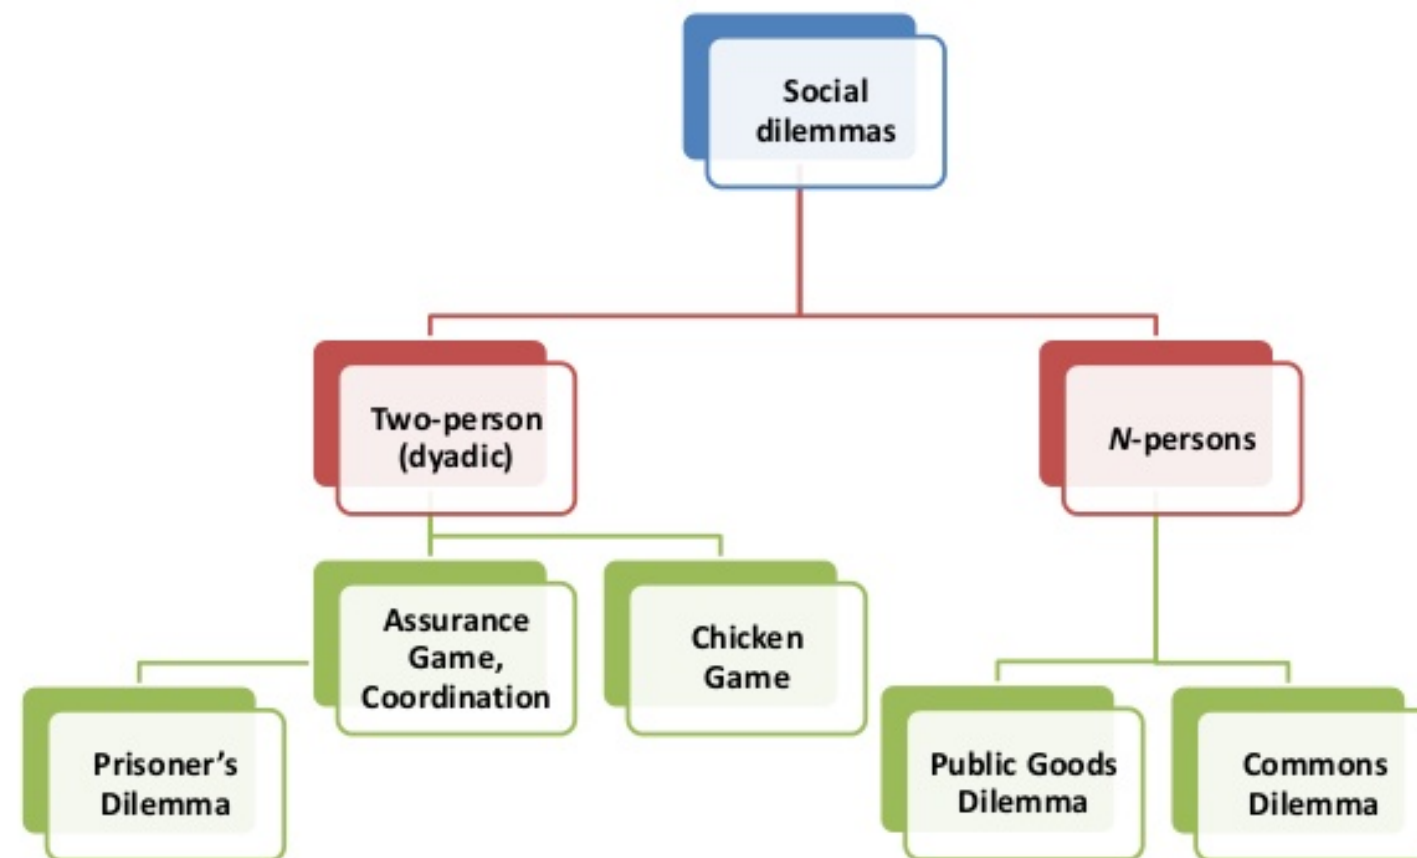 Social
dilemmas
Two-person
(dyadic)
N-persons
Assurance
Game,
Coordination
Chicken
Game
Prisoner’s
Dilemma
Public Goods
Dilemma
Commons
Dilemma